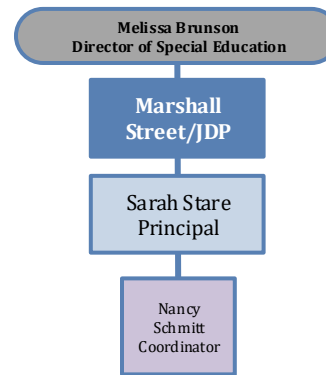 Melissa Brunson
Director of Special Education
Marshall
Street/JDP
Sarah Stare
Principal
Nancy
Schmitt
Coordinator